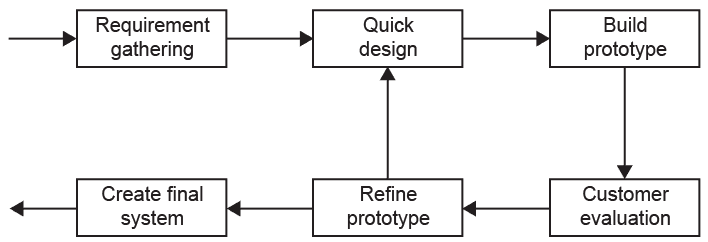 Requirement
gathering
Quick
design
Build
prototype
Create final
system
Refine
prototype
Customer
evaluation